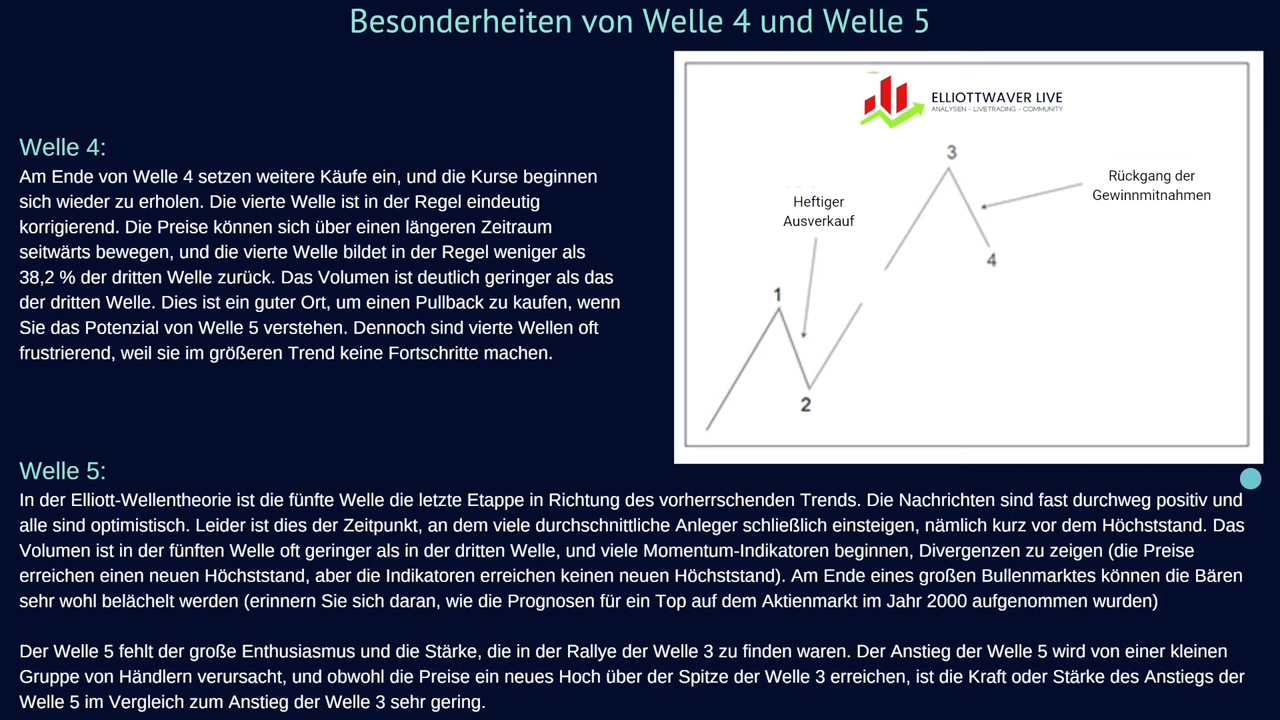 Besonderheiten von Welle 4 und Welle 5
Welle 4:
Am Ende von Welle 4 setzen weitere Käufe ein, und die Kurse beginnen
sich wieder zu erholen. Die vierte Welle ist in der Regel eindeutig
korrigierend. Die Preise können sich über einen längeren Zeitraum
seitwärts bewegen, und die vierte Welle bildet in der Regel weniger als
38,2 % der dritten Welle zurück. Das Volumen ist deutlich geringer als das
der dritten Welle. Dies ist ein guter Ort, um einen Pullback zu kaufen, wenn
Sie das Potenzial von Welle 5 verstehen. Dennoch sind vierte Wellen oft
frustrierend, weil sie im größeren Trend keine Fortschritte machen.
ELLIOTTWAVER LIVE
ANALYSEN – LIVETRADING – COMMUNITY
3
Rückgang der
Gewinnmitnahmen
Heftiger
Ausverkauf
4
1
2
Welle 5:
In der Elliott-Wellentheorie ist die fünfte Welle die letzte Etappe in Richtung des vorherrschenden Trends. Die Nachrichten sind fast durchweg positiv und
alle sind optimistisch. Leider ist dies der Zeitpunkt, an dem viele durchschnittliche Anleger schließlich einsteigen, nämlich kurz vor dem Höchststand. Das
Volumen ist in der fünften Welle oft geringer als in der dritten Welle, und viele Momentum-Indikatoren beginnen, Divergenzen zu zeigen (die Preise
erreichen einen neuen Höchststand, aber die Indikatoren erreichen keinen neuen Höchststand). Am Ende eines großen Bullenmarktes können die Bären
sehr wohl belächelt werden (erinnern Sie sich daran, wie die Prognosen für ein Top auf dem Aktienmarkt im Jahr 2000 aufgenommen wurden)
Der Welle 5 fehlt der große Enthusiasmus und die Stärke, die in der Rallye der Welle 3 zu finden waren. Der Anstieg der Welle 5 wird von einer kleinen
Gruppe von Händlern verursacht, und obwohl die Preise ein neues Hoch über der Spitze der Welle 3 erreichen, ist die Kraft oder Stärke des Anstiegs der
Welle 5 im Vergleich zum Anstieg der Welle 3 sehr gering.